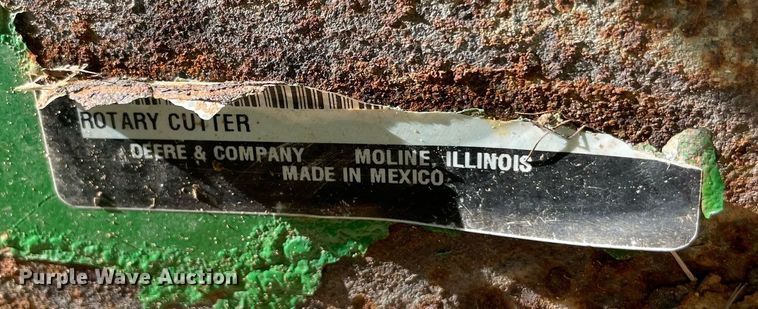 ROTARY CUTTER
DEERE & COMPANY MOLINE, ILLINOIS
MADE IN MEXICO
Purple Wave Auction